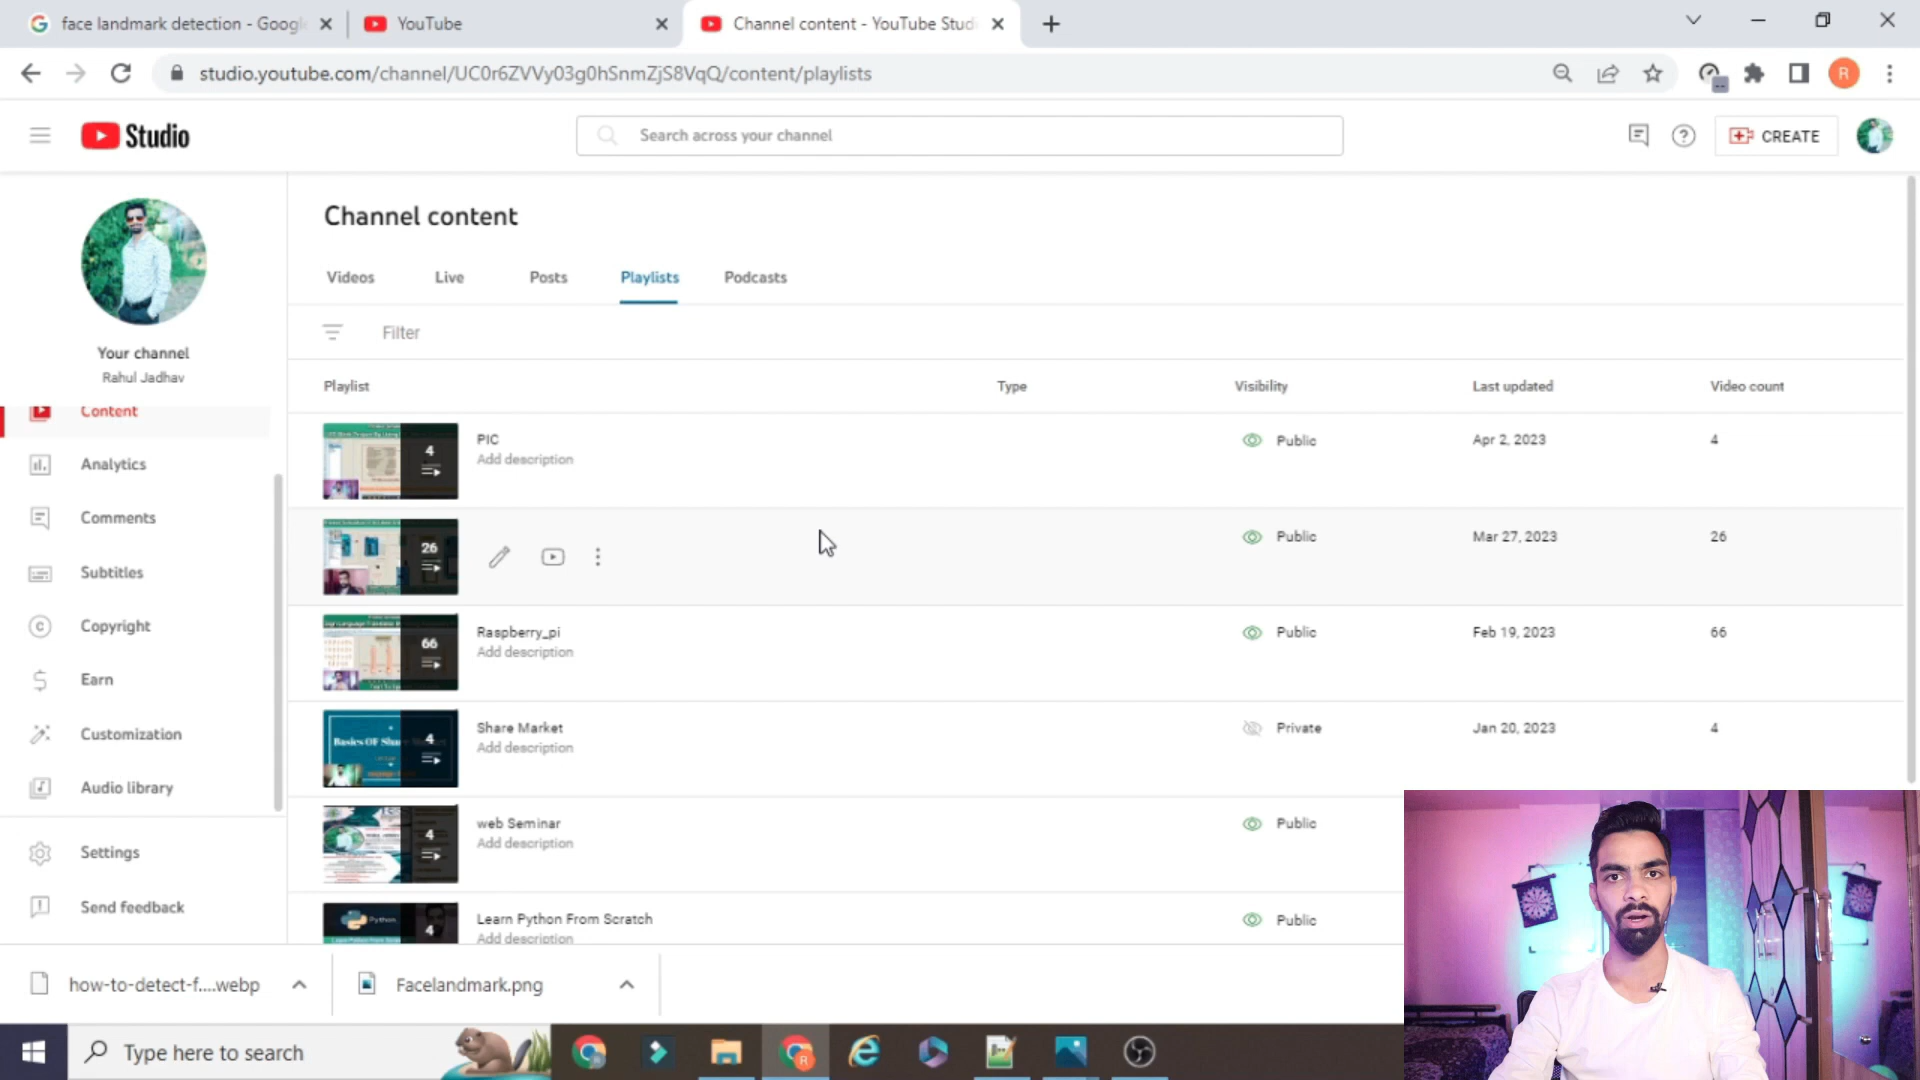 face landmark detection - Googl
YouTube
Channel content - YouTube Stud
studio.youtube.com/channel/UC0r6ZVVy03g0hSnmZjS8VqQ/content/playlists
R
Studio
Search across your channel
CREATE
Your channel
Rahul Jadhav
Content
Analytics
Comments
Subtitles
Copyright
Earn
Customization
Audio library
Settings
Send feedback
Channel content
Videos
Live
Posts
Playlists
Podcasts
Filter
Playlist
Type
Visibility
Last updated
Video count
4
PIC
Add description
Public
Apr 2, 2023
4
26
Public
Mar 27, 2023
26
66
Raspberry_pi
Add description
Public
Feb 19, 2023
66
Basics OF Sha
4
Share Market
Add description
Private
Jan 20, 2023
4
4
web Seminar
Add description
Public
Python
4
Learn Python From Scratch
Add description
Public
how-to-detect-f....webp
Facelandmark.png
Type here to search